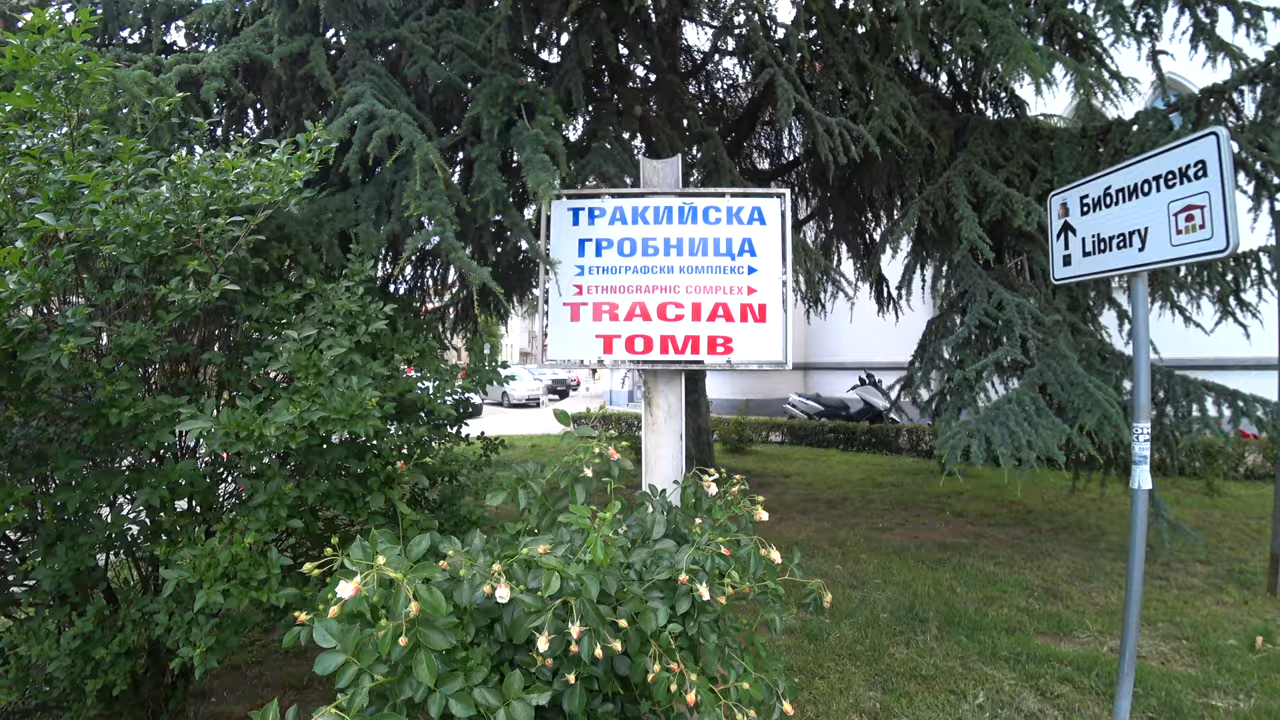 ТРАКИЙСКА
ГРОБНИЦА
ЕТНОГРАФСКИ КОМПЛЕКС
ETHNOGRAPHIC COMPLEX
TRACIAN
TOMB
Библиотека
Library